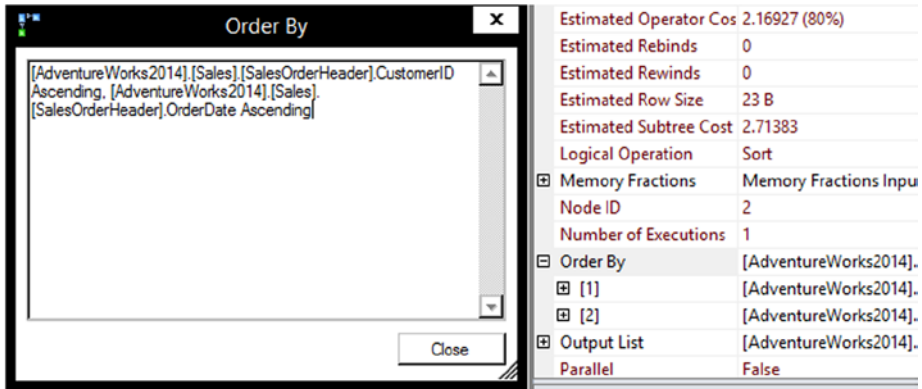 Order By
x
[AdventureWorks2014].[Sales].[SalesOrderHeader].CustomerID
Ascending, [AdventureWorks2014].[Sales].
[SalesOrderHeader].OrderDate Ascending
Close
Estimated Operator Cos 2.16927 (80%)
Estimated Rebinds 0
Estimated Rewinds 0
Estimated Row Size 23 B
Estimated Subtree Cost 2.71383
Logical Operation Sort
Memory Fractions Memory Fractions Inpu
Node ID 2
Number of Executions 1
Order By [AdventureWorks2014]..
[1] [AdventureWorks2014]..
[2] [AdventureWorks2014]..
Output List [AdventureWorks2014]..
Parallel False